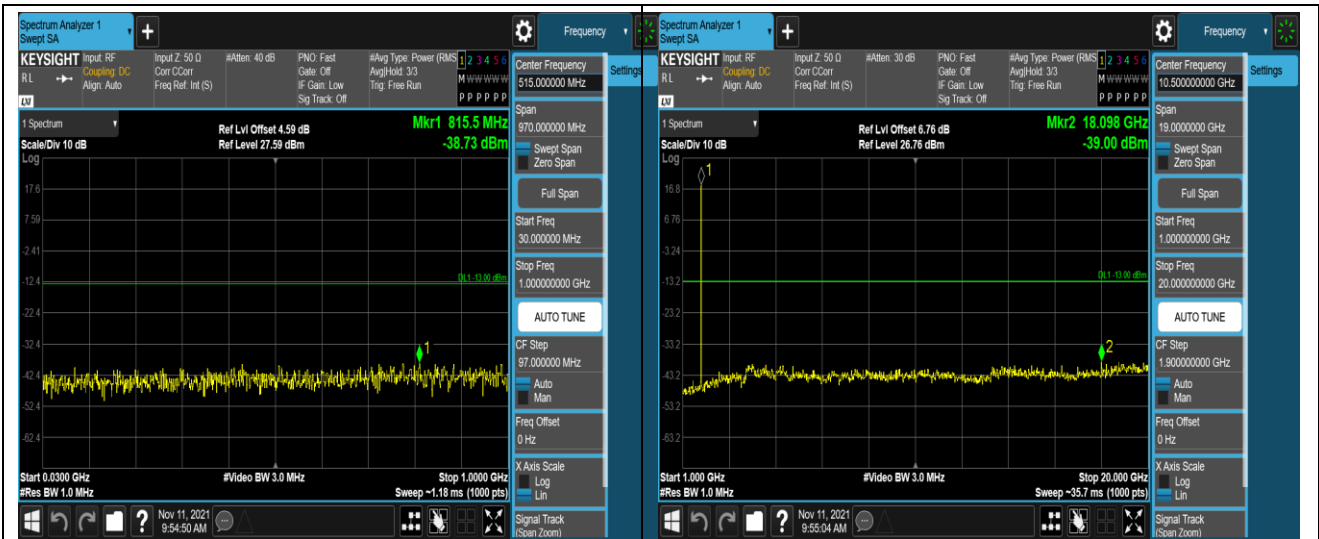 Spectrum Analyzer 1
Swept SA
+
Frequency
KEYSIGHT
RL
LXI
Input: RF
Coupling: DC
Align: Auto
Input Z: 50 Ω
Corr CCorr
Freq Ref: Int (S)
#Atten: 40 dB
PNO: Fast
Gate: Off
IF Gain: Low
Sig Track: Off
#Avg Type: Power (RMS
Avg|Hold: 3/3
Trig: Free Run
1 2 3 4 5 6
M W W W W W
P P P P P P
1 Spectrum
Scale/Div 10 dB
Log
Ref Lvl Offset 4.59 dB
Ref Level 27.59 dBm
Mkr1 815.5 MHz
-38.73 dBm
17.6
7.59
-2.41
-12.4
-22.4
-32.4
-42.4
-52.4
-62.4
DL1 -13.00 dBm
1
Start 0.0300 GHz
#Res BW 1.0 MHz
#Video BW 3.0 MHz
Stop 1.0000 GHz
Sweep ~1.18 ms (1000 pts)
Center Frequency
515.000000 MHz
Settings
Span
970.000000 MHz
Swept Span
Zero Span
Full Span
Start Freq
30.000000 MHz
Stop Freq
1.000000000 GHz
AUTO TUNE
CF Step
97.000000 MHz
Auto
Man
Freq Offset
0 Hz
X Axis Scale
Log
Lin
Signal Track
(Span Zoom)
?
Nov 11, 2021
9:54:50 AM
Spectrum Analyzer 1
Swept SA
+
Frequency
KEYSIGHT
RL
LXI
Input: RF
Coupling: DC
Align: Auto
Input Z: 50 Ω
Corr CCorr
Freq Ref: Int (S)
#Atten: 30 dB
PNO: Fast
Gate: Off
IF Gain: Low
Sig Track: Off
#Avg Type: Power (RMS
Avg|Hold: 3/3
Trig: Free Run
1 2 3 4 5 6
M W W W W W
P P P P P P
1 Spectrum
Scale/Div 10 dB
Log
Ref Lvl Offset 6.76 dB
Ref Level 26.76 dBm
Mkr2 18.098 GHz
-39.00 dBm
1
16.8
6.76
-3.24
-13.2
-23.2
-33.2
-43.2
-53.2
-63.2
DL1 -13.00 dBm
2
Start 1.000 GHz
#Res BW 1.0 MHz
#Video BW 3.0 MHz
Stop 20.000 GHz
Sweep ~35.7 ms (1000 pts)
Center Frequency
10.500000000 GHz
Settings
Span
19.0000000 GHz
Swept Span
Zero Span
Full Span
Start Freq
1.000000000 GHz
Stop Freq
20.000000000 GHz
AUTO TUNE
CF Step
1.900000000 GHz
Auto
Man
Freq Offset
0 Hz
X Axis Scale
Log
Lin
Signal Track
(Span Zoom)
?
Nov 11, 2021
9:55:04 AM